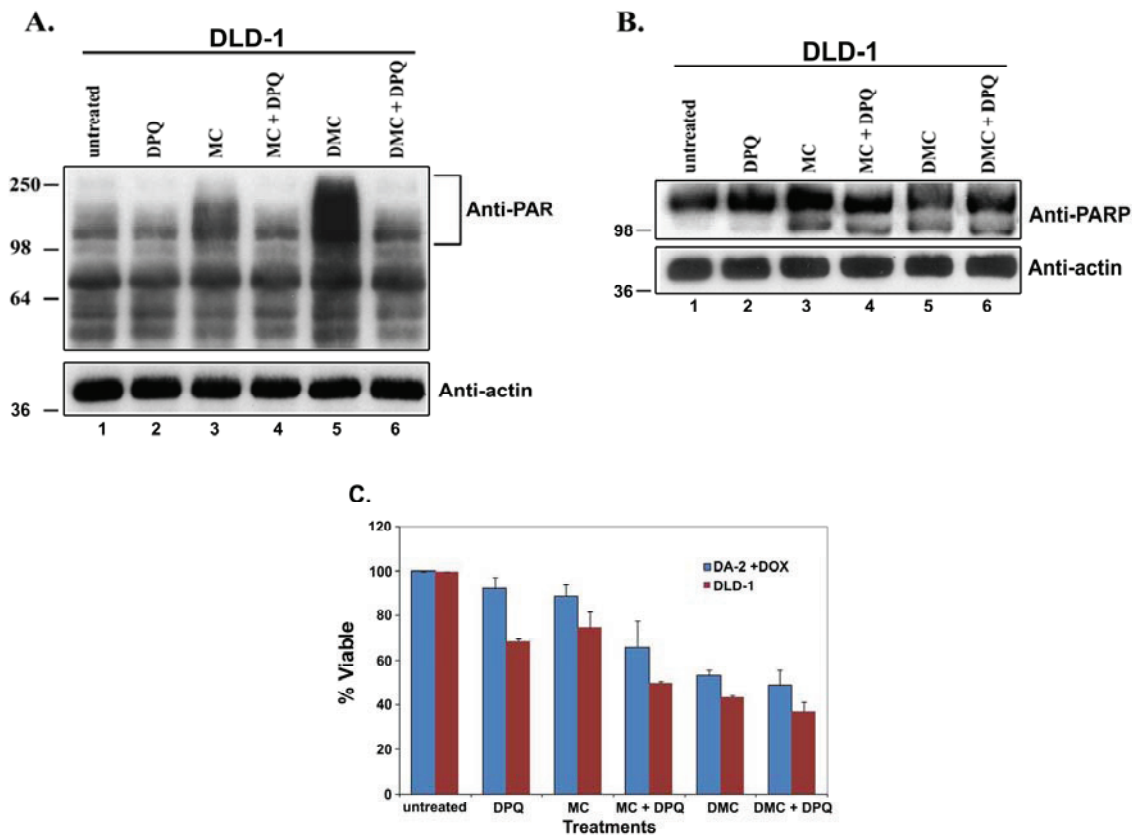 A.
DLD-1
untreated
DPQ
MC
MC + DPQ
DMC
DMC + DPQ
250
98
64
36
Anti-PAR
Anti-actin
1 2 3 4 5 6
B.
DLD-1
untreated
DPQ
MC
MC + DPQ
DMC
DMC + DPQ
98
36
Anti-PARP
Anti-actin
1 2 3 4 5 6
C.
120
100
80
60
40
20
0
% Viable
DA-2 +DOX
DLD-1
untreated DPQ MC MC + DPQ DMC DMC + DPQ
Treatments